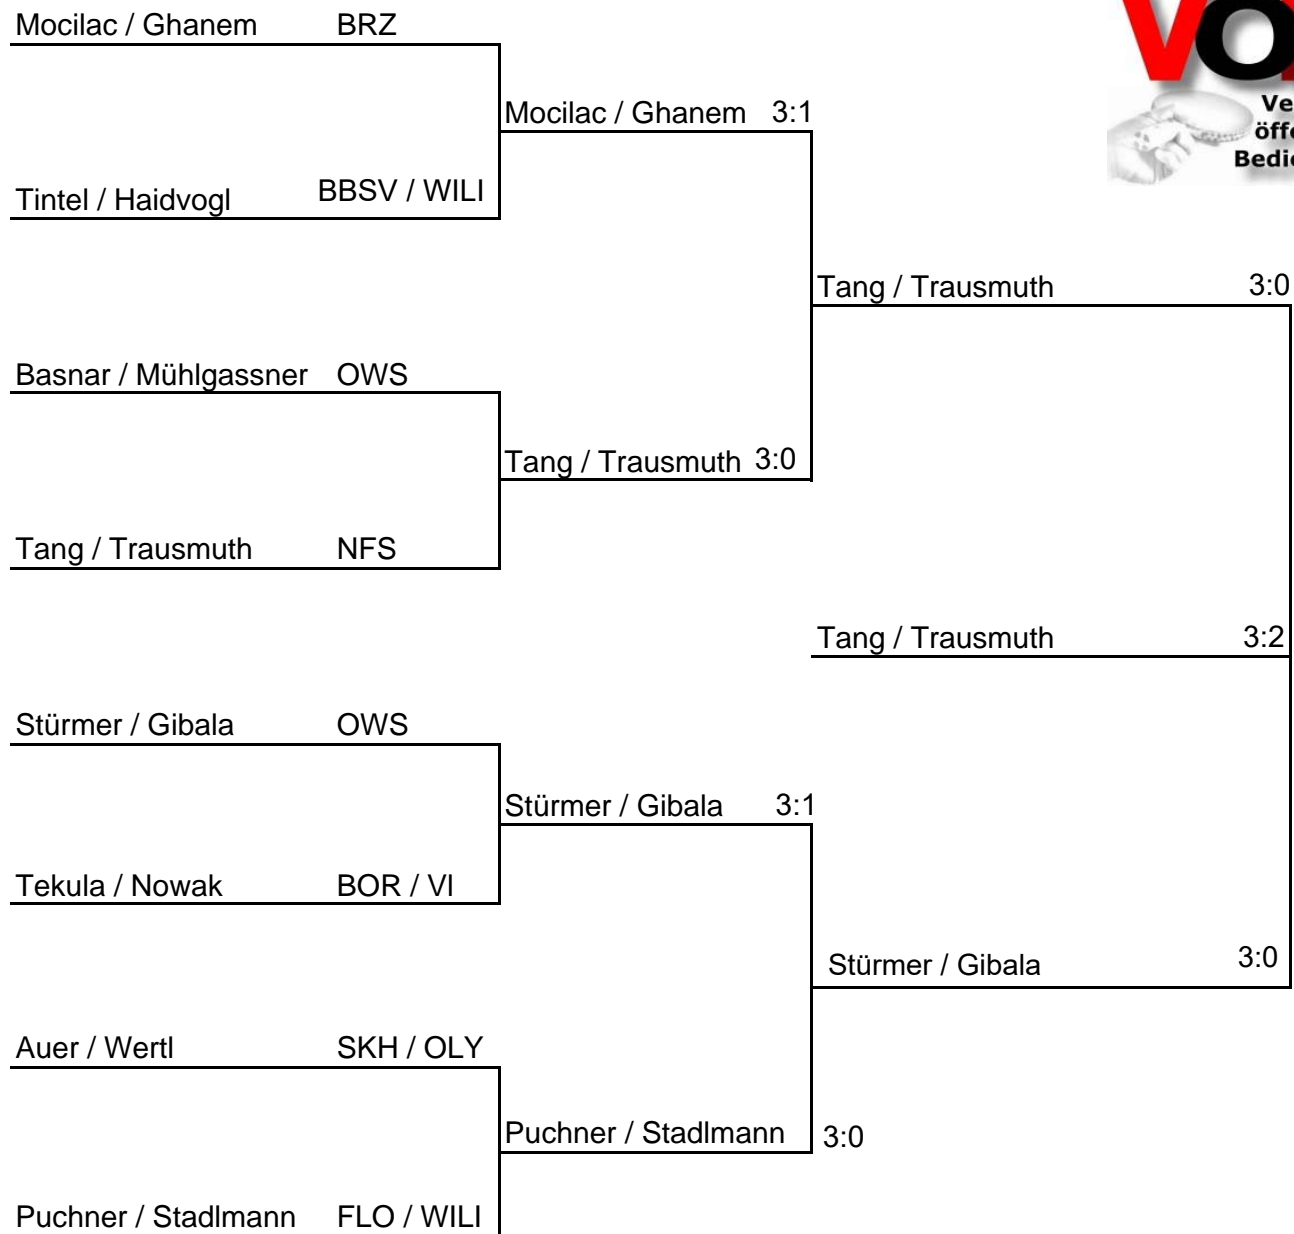 Mocilac / Ghanem BRZ
Mocilac / Ghanem 3:1
Tintel / Haidvogl BBSV / WILI
Tang / Trausmuth 3:0
Basnar / Mühlgassner OWS
Tang / Trausmuth 3:0
Tang / Trausmuth NFS
Tang / Trausmuth 3:2
Stürmer / Gibala OWS
Stürmer / Gibala 3:1
Tekula / Nowak BOR / VI
Stürmer / Gibala 3:0
Auer / Wertl SKH / OLY
Puchner / Stadlmann 3:0
Puchner / Stadlmann FLO / WILI